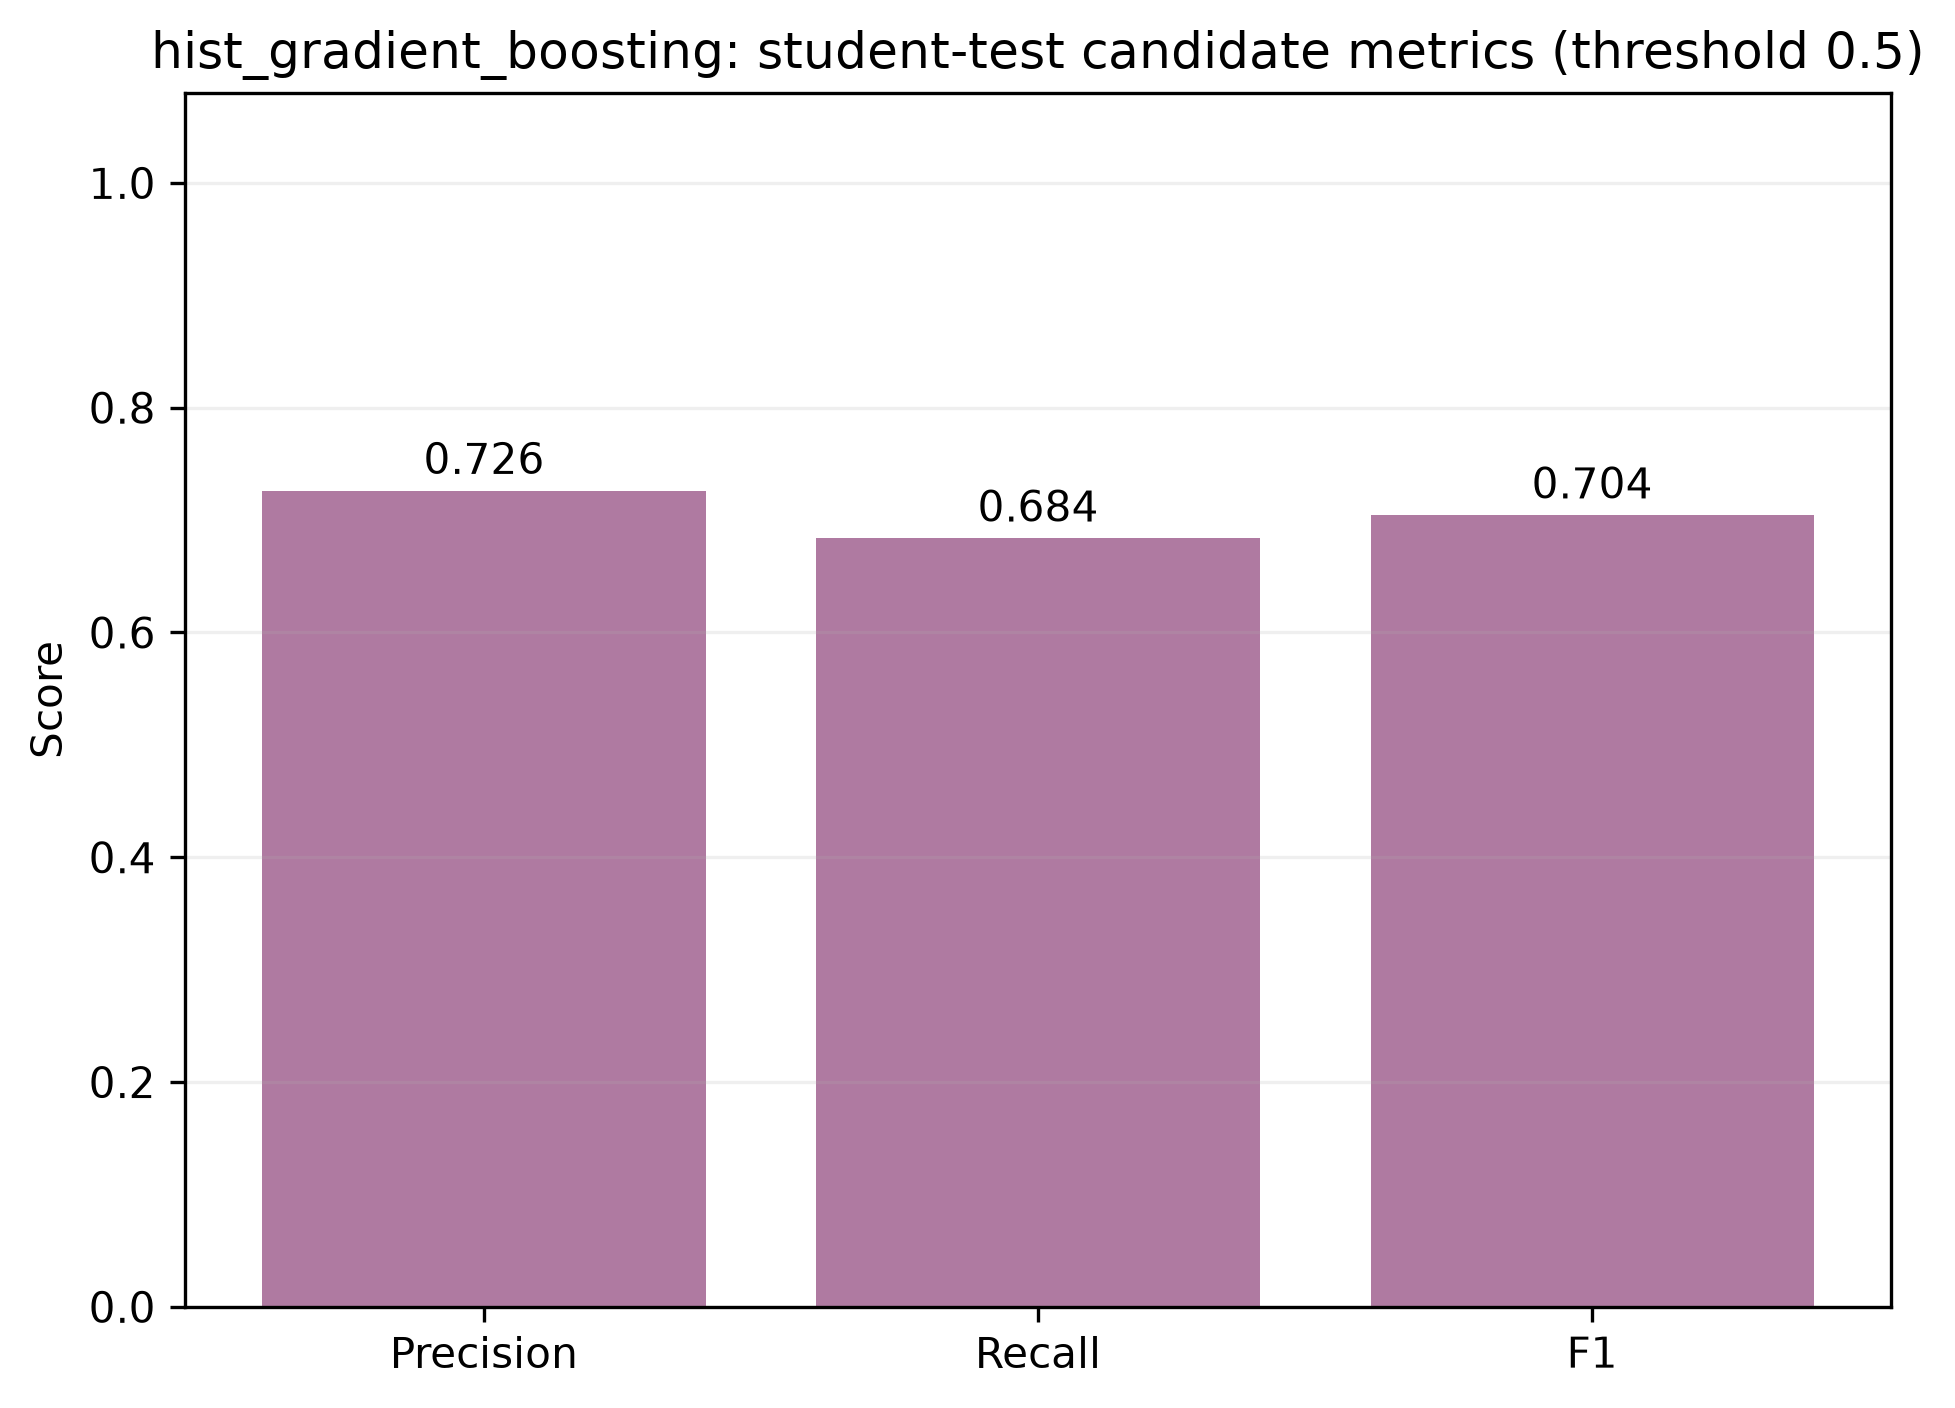 hist_gradient_boosting: student-test candidate metrics (threshold 0.5)
1.0
0.8
0.6
0.4
0.2
0.0
Score
0.726
0.684
0.704
Precision
Recall
F1